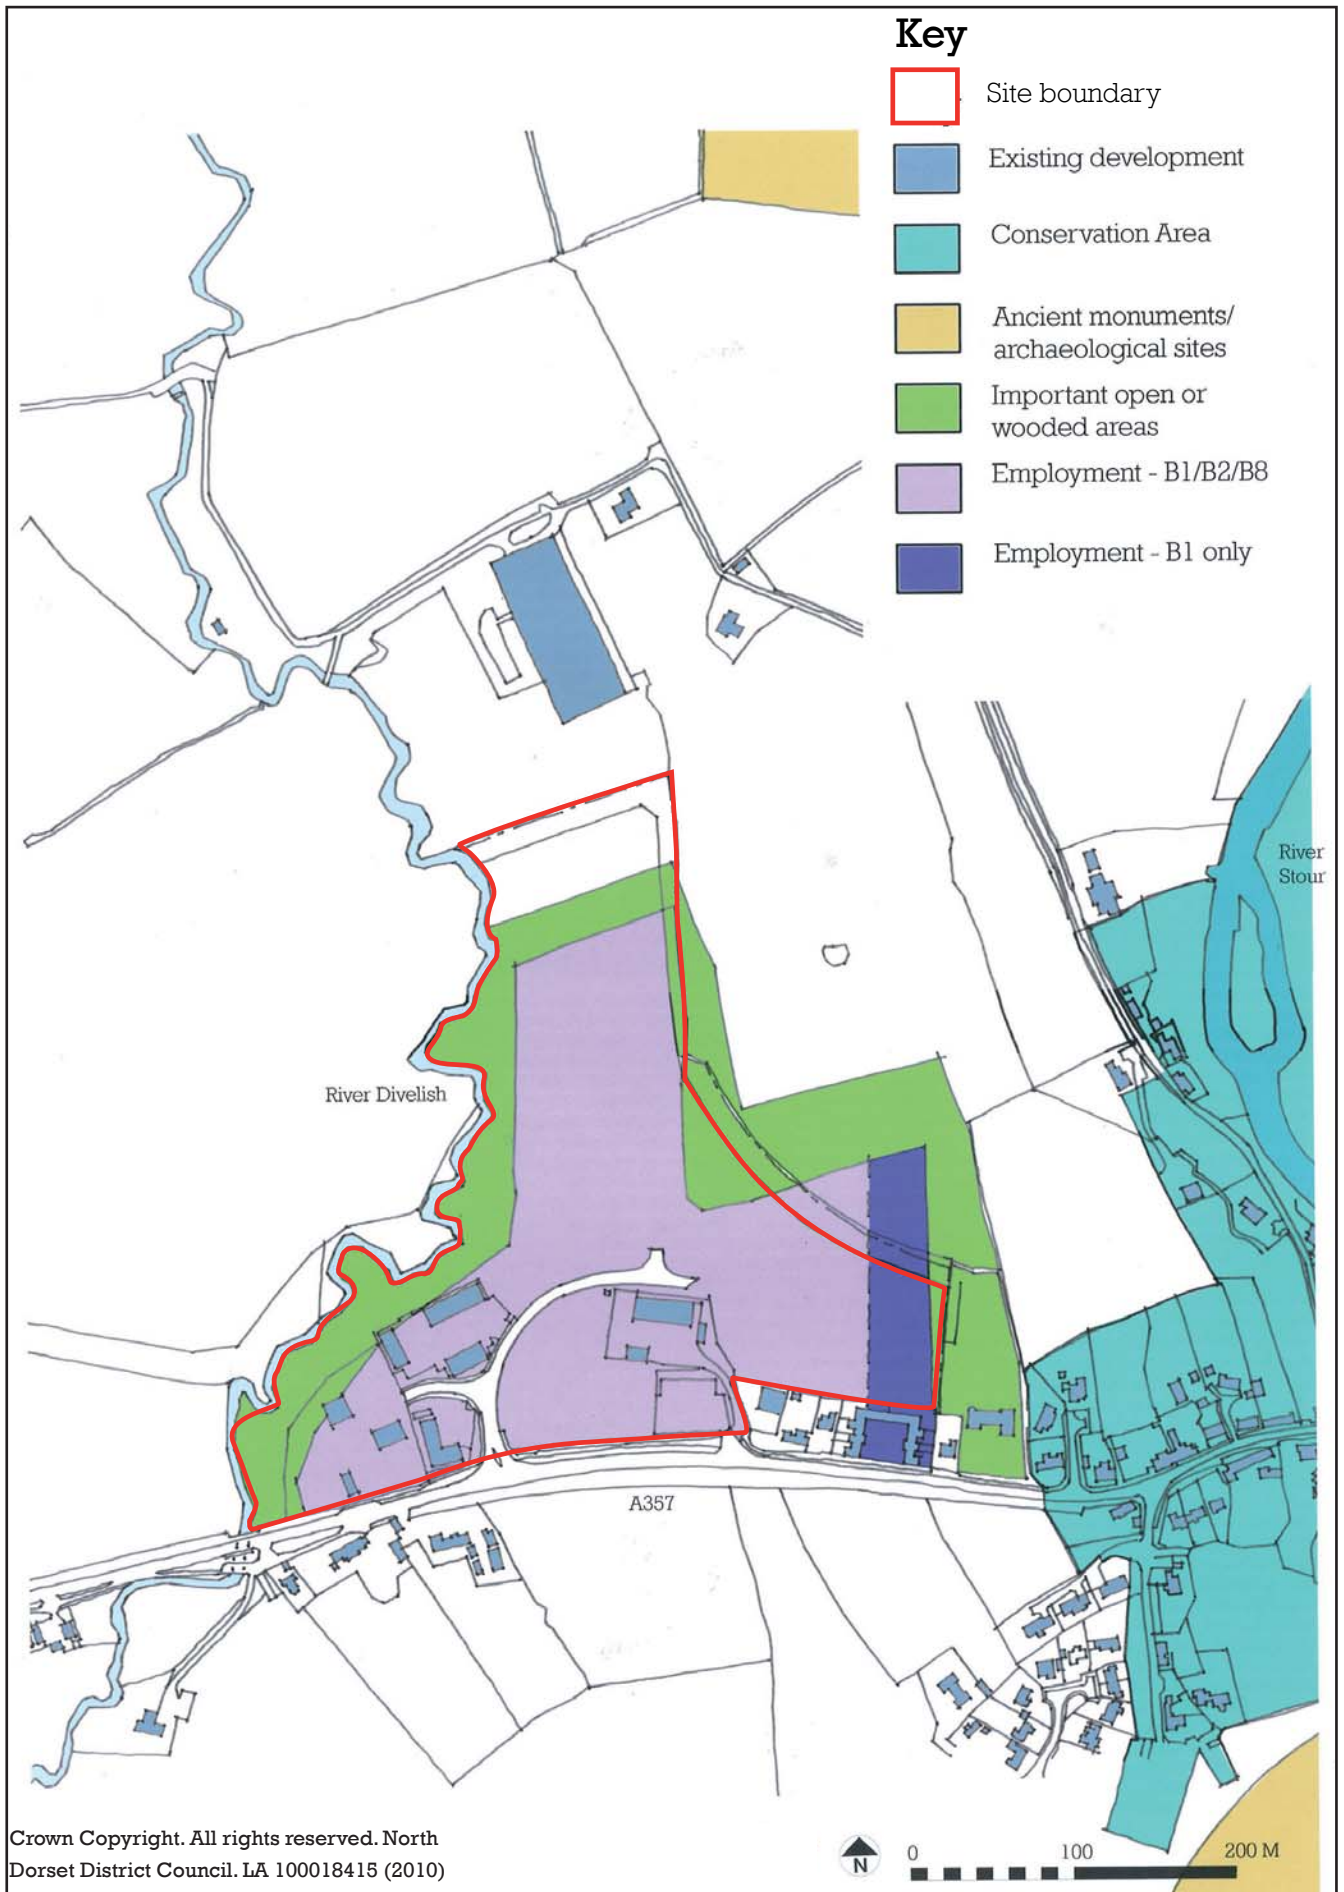 Key
Site boundary
Existing development
Conservation Area
Ancient monuments/
archaeological sites
Important open or
wooded areas
Employment - B1/B2/B8
Employment - B1 only
River
Stour
River Divelish
A357
Crown Copyright. All rights reserved. North
Dorset District Council. LA 100018415 (2010)
N
0 100 200 M